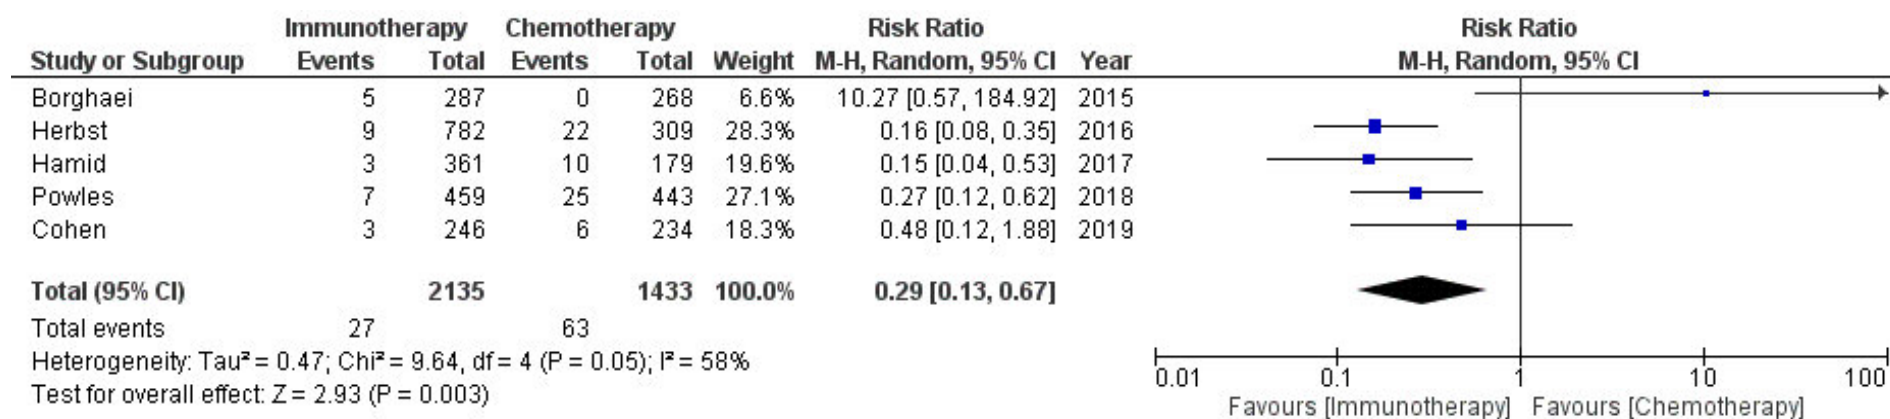 Immunotherapy Chemotherapy Risk Ratio Risk Ratio
Study or Subgroup Events Total Events Total Weight M-H, Random, 95% CI Year M-H, Random, 95% CI
Borghaei 5 287 0 268 6.6% 10.27 [0.57, 184.92] 2015
Herbst 9 782 22 309 28.3% 0.16 [0.08, 0.35] 2016
Hamid 3 361 10 179 19.6% 0.15 [0.04, 0.53] 2017
Powles 7 459 25 443 27.1% 0.27 [0.12, 0.62] 2018
Cohen 3 246 6 234 18.3% 0.48 [0.12, 1.88] 2019
Total (95% CI) 2135 1433 100.0% 0.29 [0.13, 0.67]
Total events 27 63
Heterogeneity: Tau² = 0.47; Chi² = 9.64, df = 4 (P = 0.05); I² = 58%
Test for overall effect: Z = 2.93 (P = 0.003)
0.01 0.1 1 10 100
Favours [Immunotherapy] Favours [Chemotherapy]